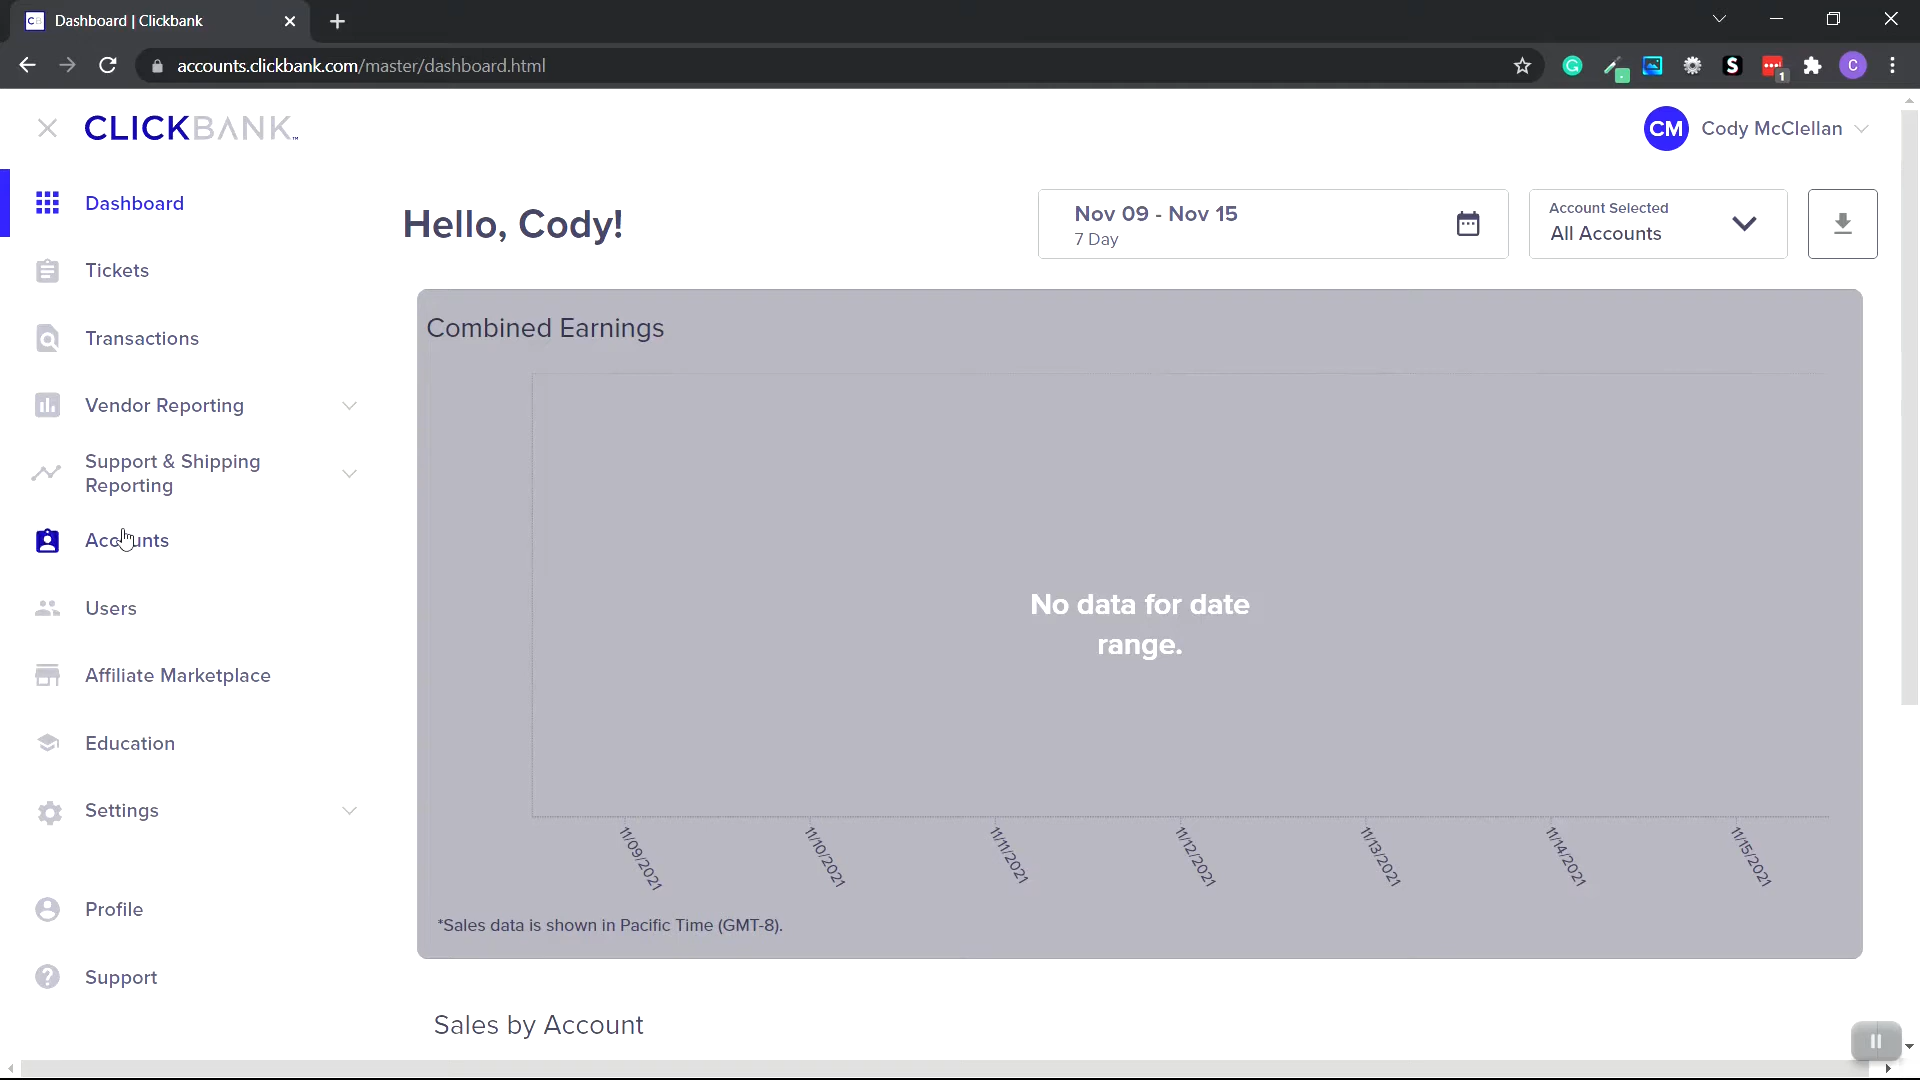 Dashboard | Clickbank
accounts.clickbank.com/master/dashboard.html
S
1
C
CLICKBANK™
CM Cody McClellan
Dashboard
Tickets
Transactions
Vendor Reporting
Support & Shipping
Reporting
Accounts
Users
Affiliate Marketplace
Education
Settings
Profile
Support
Hello, Cody!
Nov 09 - Nov 15
7 Day
Account Selected
All Accounts
Combined Earnings
No data for date
range.
11/09/2021
11/10/2021
11/11/2021
11/12/2021
11/13/2021
11/14/2021
11/15/2021
*Sales data is shown in Pacific Time (GMT-8).
Sales by Account